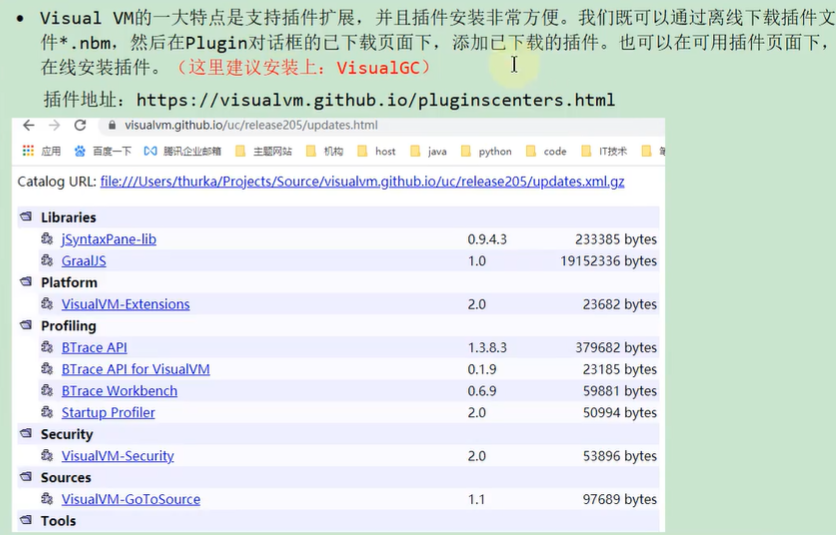 • Visual VM的一大特点是支持插件扩展，并且插件安装非常方便。我们既可以通过离线下载插件文
件*.nbm，然后在Plugin对话框的已下载页面下，添加已下载的插件。也可以在可用插件页面下，
在线安装插件。（这里建议安装上：VisualGC）
插件地址：https://visualvm.github.io/pluginscenters.html
visualvm.github.io/uc/release205/updates.html
应用 百度一下 腾讯企业邮箱 主题网站 机构 host java python code IT技术
Catalog URL: file:///Users/thurka/Projects/Source/visualvm.github.io/uc/release205/updates.xml.gz
Libraries
jSyntaxPane-lib 0.9.4.3 233385 bytes
GraalJS 1.0 19152336 bytes
Platform
VisualVM-Extensions 2.0 23682 bytes
Profiling
BTrace API 1.3.8.3 379682 bytes
BTrace API for VisualVM 0.1.9 23185 bytes
BTrace Workbench 0.6.9 59881 bytes
Startup Profiler 2.0 50994 bytes
Security
VisualVM-Security 2.0 53896 bytes
Sources
VisualVM-GoToSource 1.1 97689 bytes
Tools